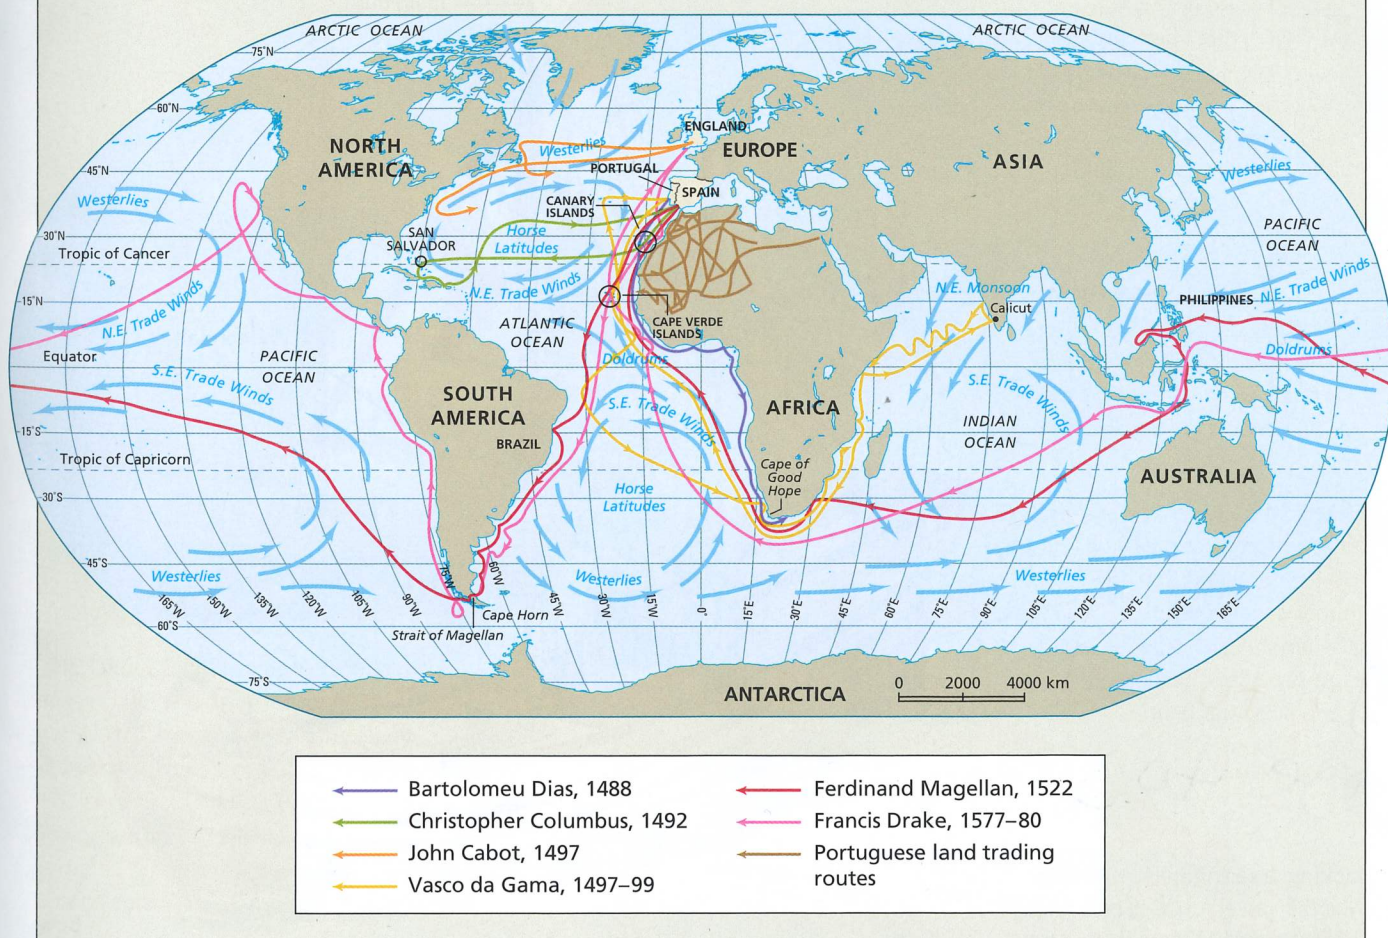 ARCTIC OCEAN
ARCTIC OCEAN
75°N
60°N
ENGLAND
NORTH
AMERICA
Westerlies
EUROPE
ASIA
PORTUGAL
45°N
Westerlies
SPAIN
Westerlies
CANARY
ISLANDS
SAN
SALVADOR
Horse
Latitudes
PACIFIC
OCEAN
30°N
Tropic of Cancer
N.E. Trade Winds
N.E. Monsoon
N.E. Trade Winds
15°N
N.E. Trade Winds
Calicut
PHILIPPINES
ATLANTIC
OCEAN
CAPE VERDE
ISLANDS
Equator
PACIFIC
OCEAN
Doldrums
Doldrums
S.E. Trade Winds
SOUTH
AMERICA
S.E. Trade Winds
AFRICA
S.E. Trade Winds
INDIAN
OCEAN
15°S
BRAZIL
Tropic of Capricorn
Cape of
Good
Hope
AUSTRALIA
30°S
Horse
Latitudes
45°S
Westerlies
75°W
60°W
Westerlies
Westerlies
165°W
150°W
135°W
120°W
105°W
90°W
45°W
30°W
15°W
0°
15°E
30°E
45°E
60°E
75°E
90°E
105°E
120°E
135°E
150°E
165°E
Cape Horn
60°S
Strait of Magellan
75°S
ANTARCTICA
0 2000 4000 km
Bartolomeu Dias, 1488
Christopher Columbus, 1492
John Cabot, 1497
Vasco da Gama, 1497–99
Ferdinand Magellan, 1522
Francis Drake, 1577–80
Portuguese land trading
routes